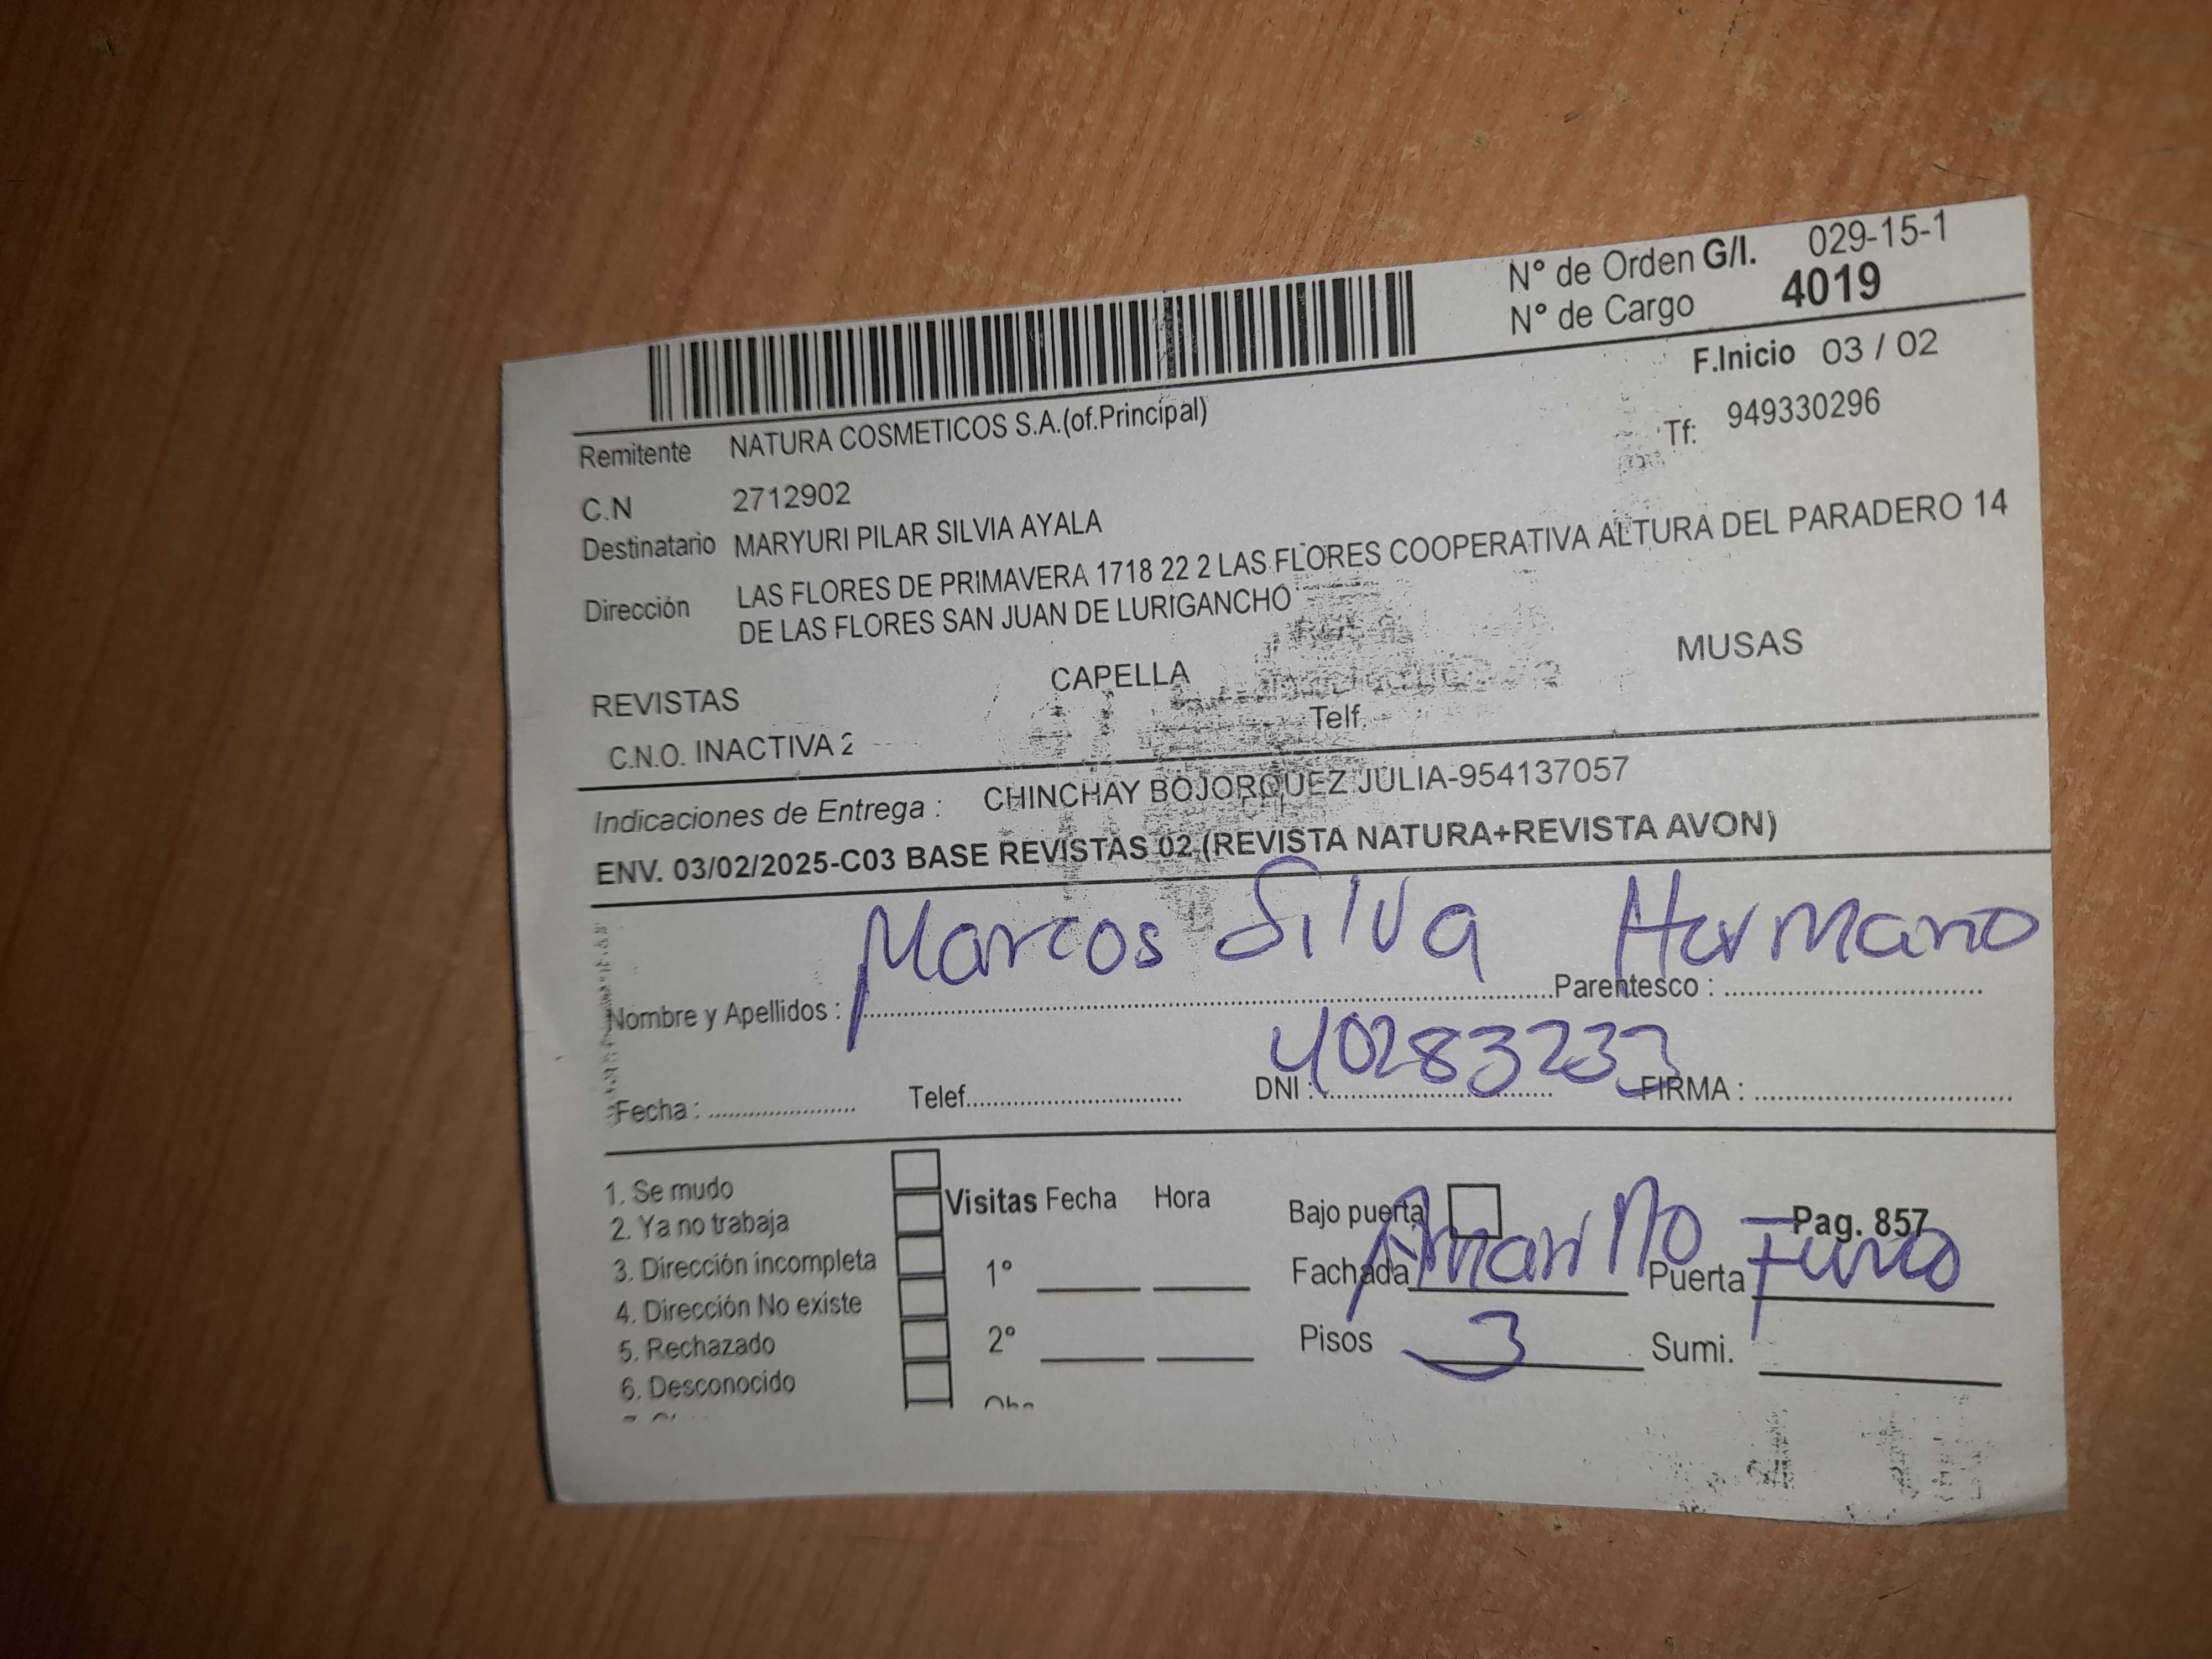 N° de Orden G/I. 029-15-1
N° de Cargo 4019
F.Inicio 03 / 02
Remitente NATURA COSMETICOS S.A.(of.Principal) Tf: 949330296
C.N 2712902
Destinatario MARYURI PILAR SILVIA AYALA
Dirección LAS FLORES DE PRIMAVERA 1718 22 2 LAS FLORES COOPERATIVA ALTURA DEL PARADERO 14
DE LAS FLORES SAN JUAN DE LURIGANCHO
REVISTAS CAPELLA MUSAS
C.N.O. INACTIVA 2 Telf.
Indicaciones de Entrega : CHINCHAY BOJORQUEZ JULIA-954137057
ENV. 03/02/2025-C03 BASE REVISTAS 02 (REVISTA NATURA+REVISTA AVON)
Nombre y Apellidos : Marcos Silva Parentesco : Hermano
Fecha : Telef. DNI : 40283233 FIRMA :
1. Se mudo
2. Ya no trabaja
3. Dirección incompleta
4. Dirección No existe
5. Rechazado
6. Desconocido
Visitas Fecha Hora
1°
2°
Bajo puerta Pag. 857
Fachada Amarillo Puerta
Pisos 3 Sumi.